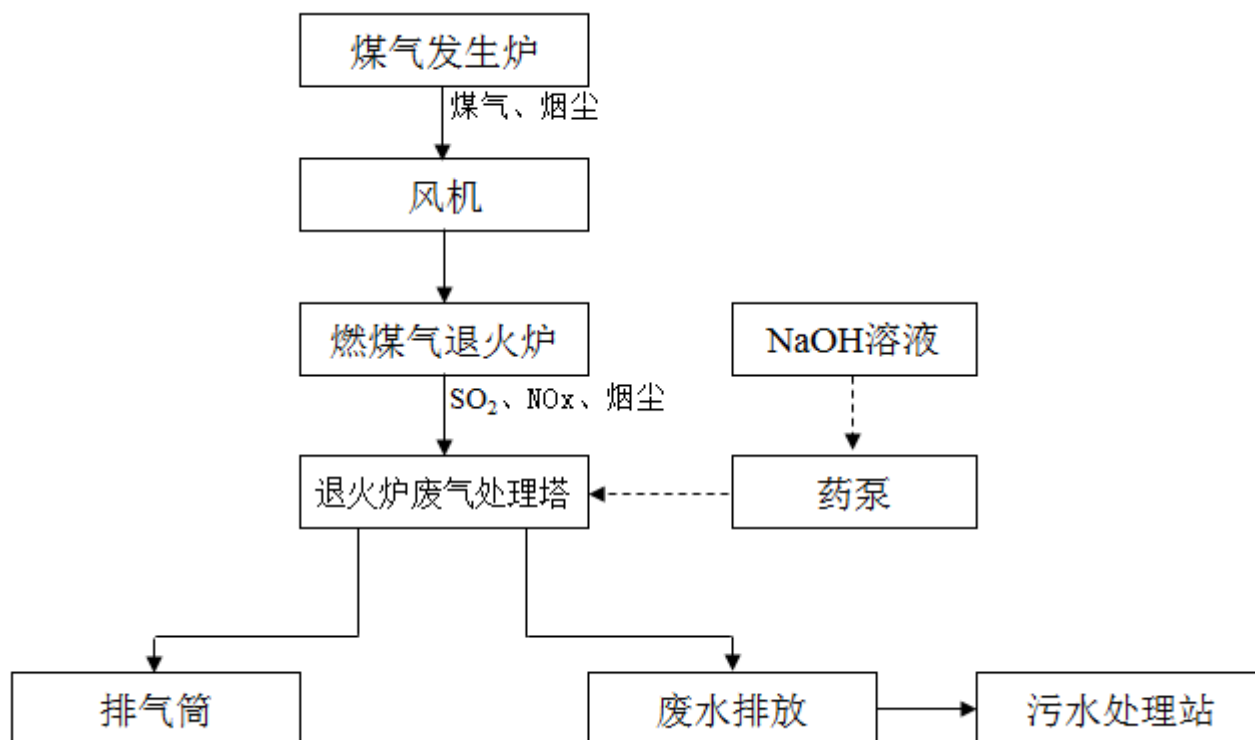 煤气发生炉
煤气、烟尘
风机
燃煤气退火炉
NaOH溶液
SO₂、NOx、烟尘
退火炉废气处理塔
药泵
排气筒
废水排放
污水处理站